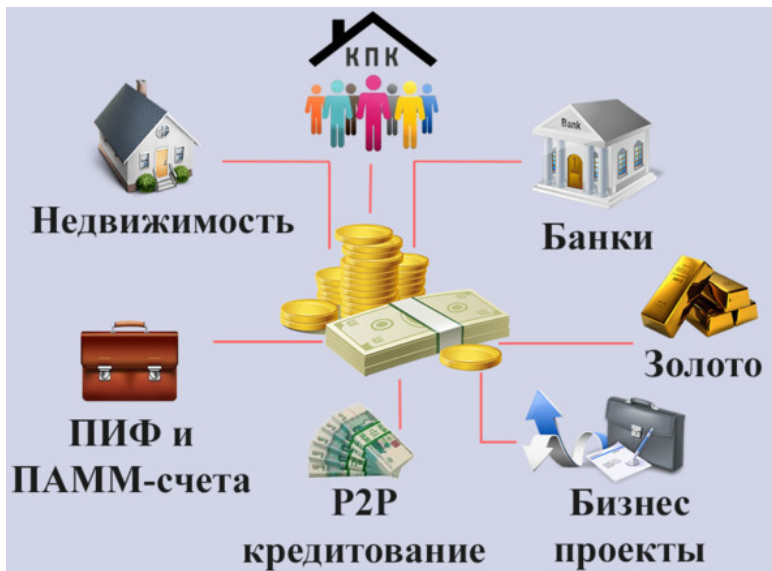 КПК
Bank
Недвижимость
Банки
Золото
ПИФ и
ПАММ-счета
P2P
кредитование
Бизнес
проекты